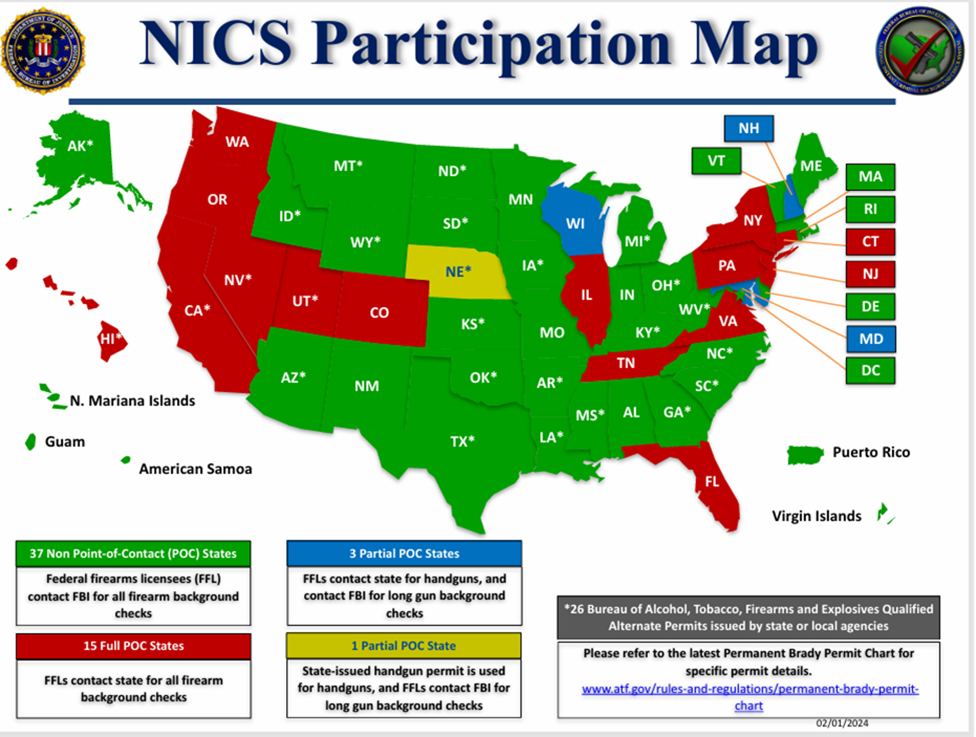 NICS Participation Map
AK*
WA
OR
CA*
NV*
ID*
MT*
WY*
UT*
CO
AZ*
NM
ND*
SD*
NE*
KS*
OK*
TX*
MN
IA*
MO
AR*
LA*
WI
IL
MI*
IN
OH*
KY*
TN
MS*
AL
GA*
FL
SC*
NC*
VA
WV*
PA
NY
ME
NH
VT
MA
RI
CT
NJ
DE
MD
DC
HI*
N. Mariana Islands
Guam
American Samoa
Puerto Rico
Virgin Islands
37 Non Point-of-Contact (POC) States
Federal firearms licensees (FFL)
contact FBI for all firearm background
checks
3 Partial POC States
FFLs contact state for handguns, and
contact FBI for long gun background
checks
15 Full POC States
FFLs contact state for all firearm
background checks
1 Partial POC State
State-issued handgun permit is used
for handguns, and FFLs contact FBI for
long gun background checks
*26 Bureau of Alcohol, Tobacco, Firearms and Explosives Qualified
Alternate Permits issued by state or local agencies
Please refer to the latest Permanent Brady Permit Chart for
specific permit details.
www.atf.gov/rules-and-regulations/permanent-brady-permit-
chart
02/01/2024